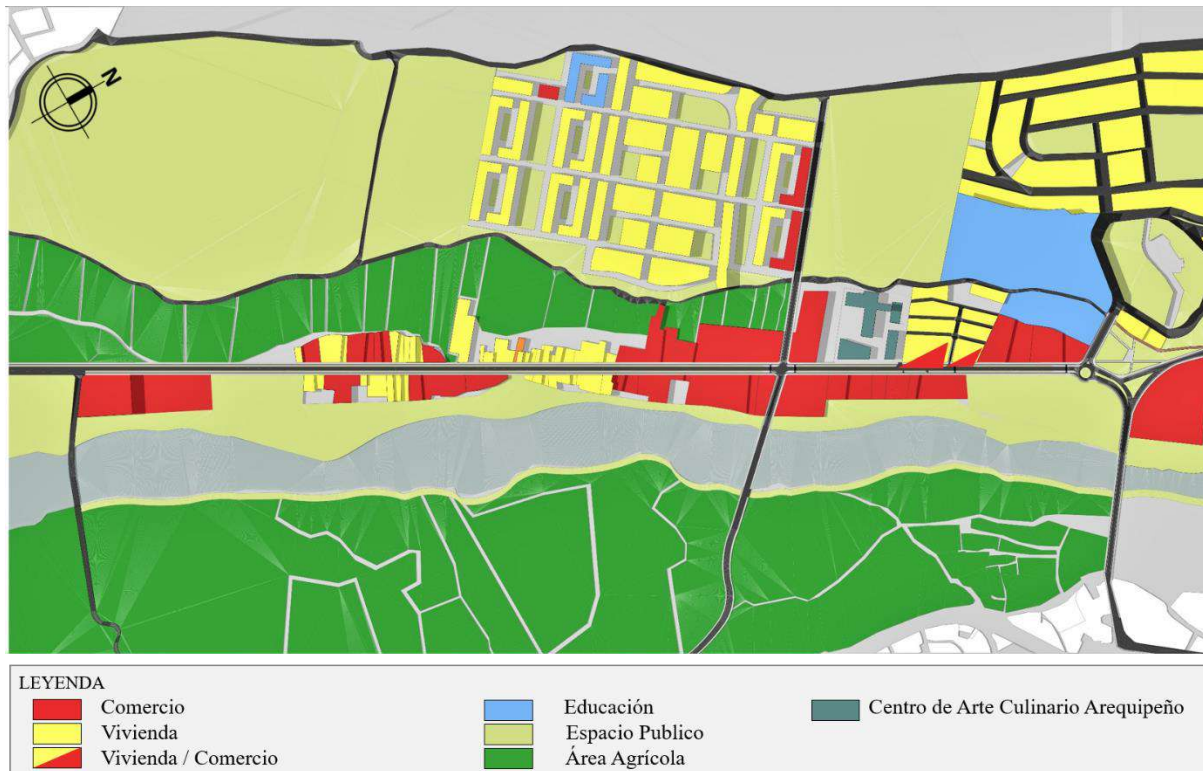 N
LEYENDA
Comercio
Vivienda
Vivienda / Comercio
Educación
Espacio Publico
Área Agrícola
Centro de Arte Culinario Arequipeño